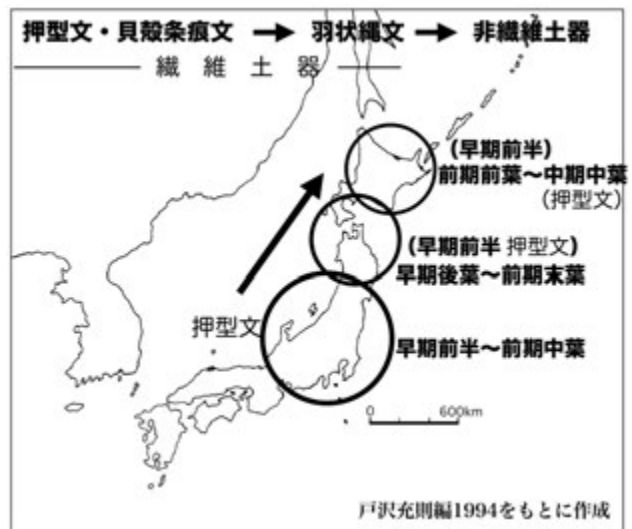 押型文・貝殻条痕文 → 羽状縄文 → 非繊維土器
繊維土器
(早期前半)
前期前葉～中期中葉
(押型文)
(早期前半 押型文)
早期後葉～前期末葉
押型文
早期前半～前期中葉
0 600km
戸沢充則編1994をもとに作成